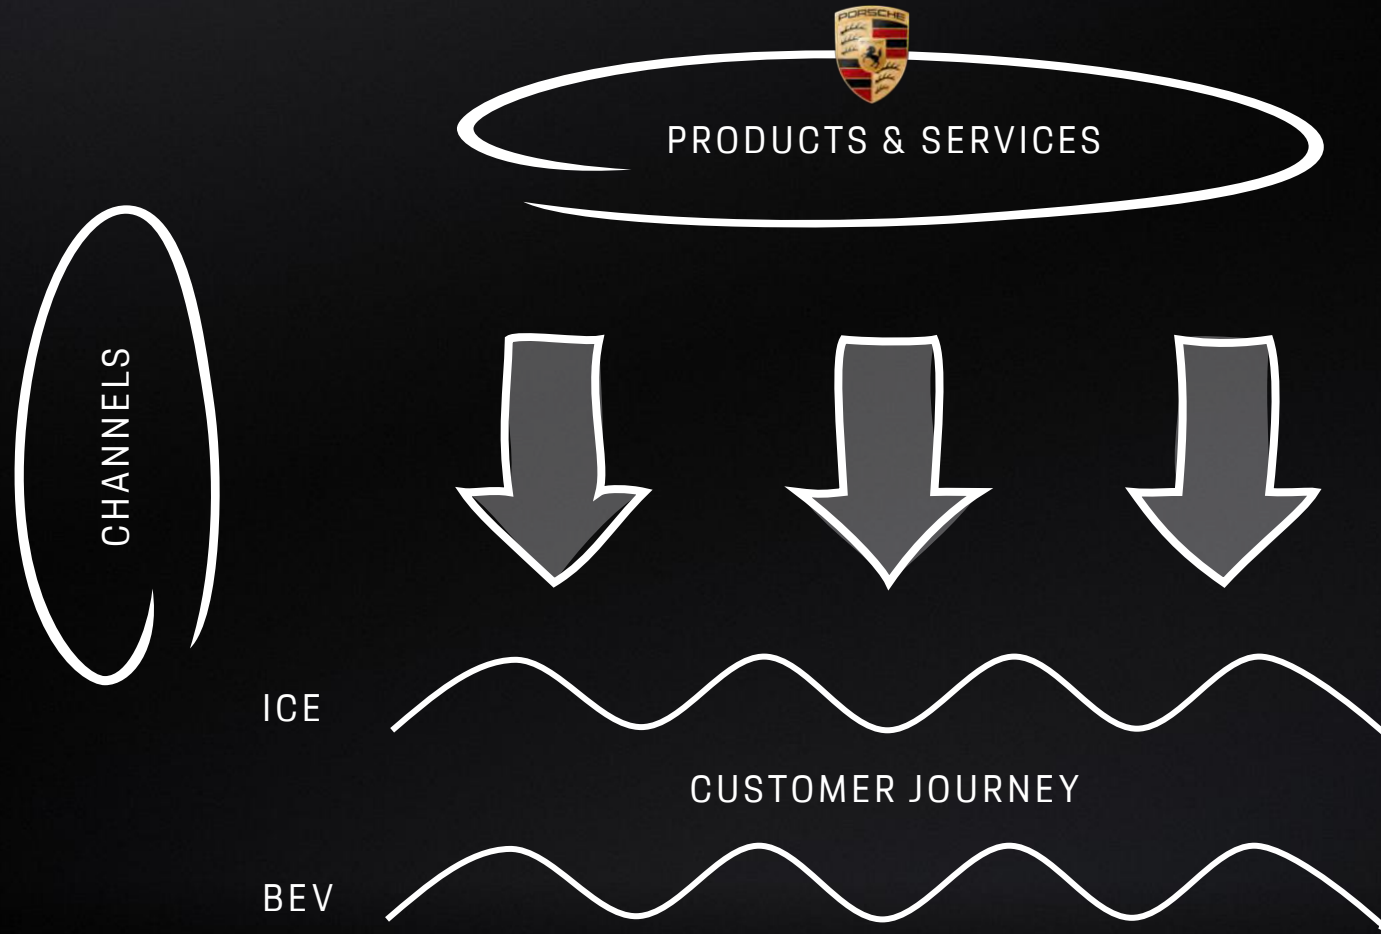 PORSCHE
PRODUCTS & SERVICES
CHANNELS
ICE
CUSTOMER JOURNEY
BEV